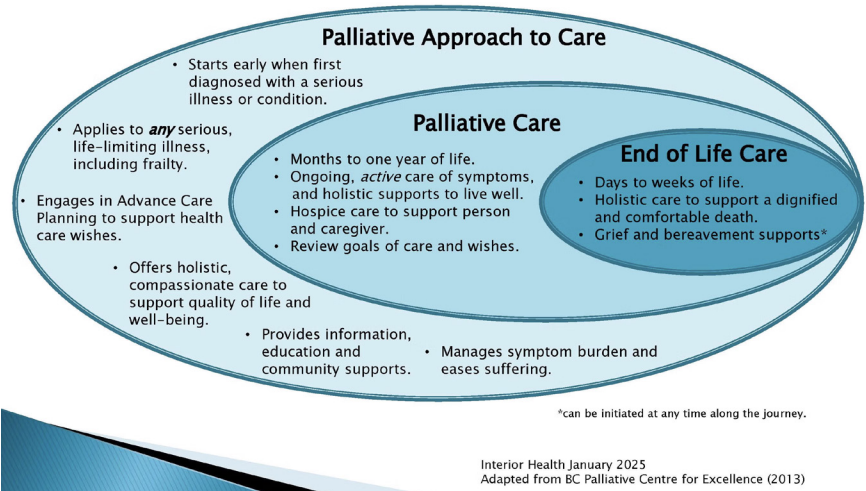 Palliative Approach to Care
• Starts early when first
diagnosed with a serious
illness or condition.
• Applies to any serious,
life-limiting illness,
including frailty.
• Engages in Advance Care
Planning to support health
care wishes.
• Offers holistic,
compassionate care to
support quality of life and
well-being.
• Provides information,
education and
community supports.
• Manages symptom burden and
eases suffering.
Palliative Care
• Months to one year of life.
• Ongoing, active care of symptoms,
and holistic supports to live well.
• Hospice care to support person
and caregiver.
• Review goals of care and wishes.
End of Life Care
• Days to weeks of life.
• Holistic care to support a dignified
and comfortable death.
• Grief and bereavement supports*
*can be initiated at any time along the journey.
Interior Health January 2025
Adapted from BC Palliative Centre for Excellence (2013)